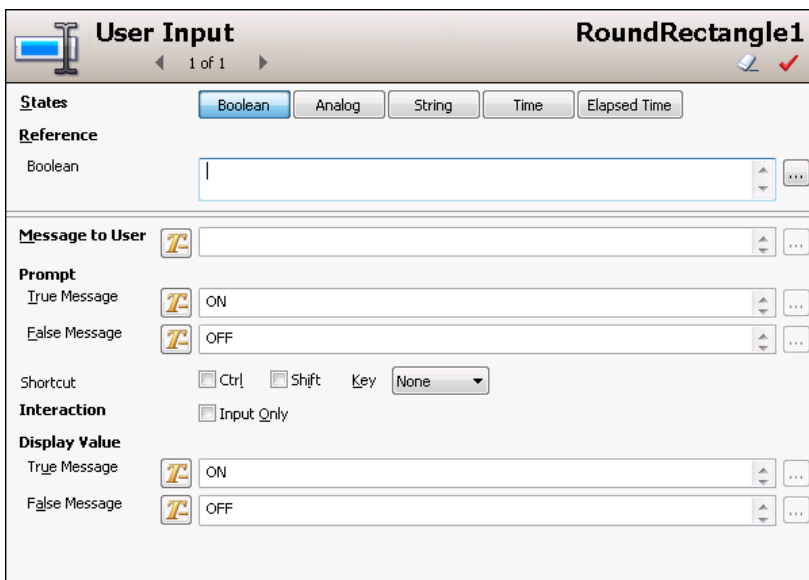 User Input
RoundRectangle1
1 of 1
States
Boolean Analog String Time Elapsed Time
Reference
Boolean
...
Message to User T ...
Prompt
True Message T ON ...
False Message T OFF ...
Shortcut Ctrl Shift Key None
Interaction Input Only
Display Value
True Message T ON ...
False Message T OFF ...